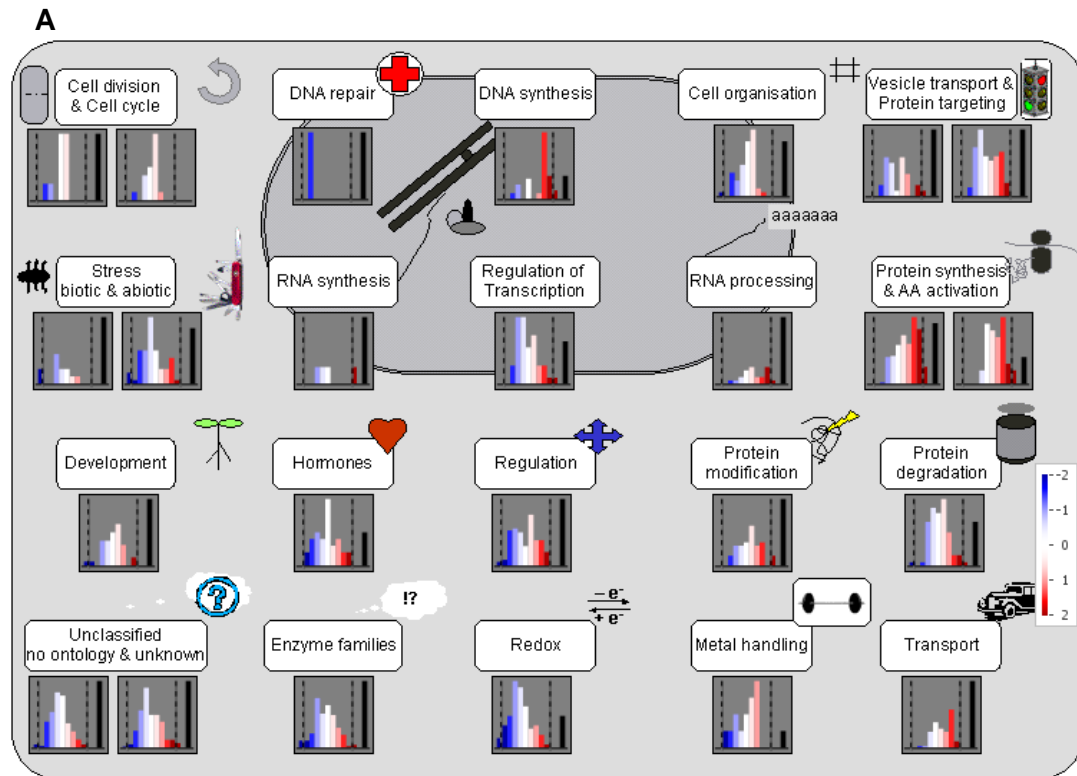 A
Cell division
& Cell cycle
DNA repair
DNA synthesis
Cell organisation
Vesicle transport &
Protein targeting
aaaaaaa
Stress
biotic & abiotic
RNA synthesis
Regulation of
Transcription
RNA processing
Protein synthesis
& AA activation
Development
Hormones
Regulation
Protein
modification
Protein
degradation
-2
-1
0
1
2
Unclassified
no ontology & unknown
?
Enzyme families
!?
Redox
− e⁻
+ e⁻
Metal handling
Transport